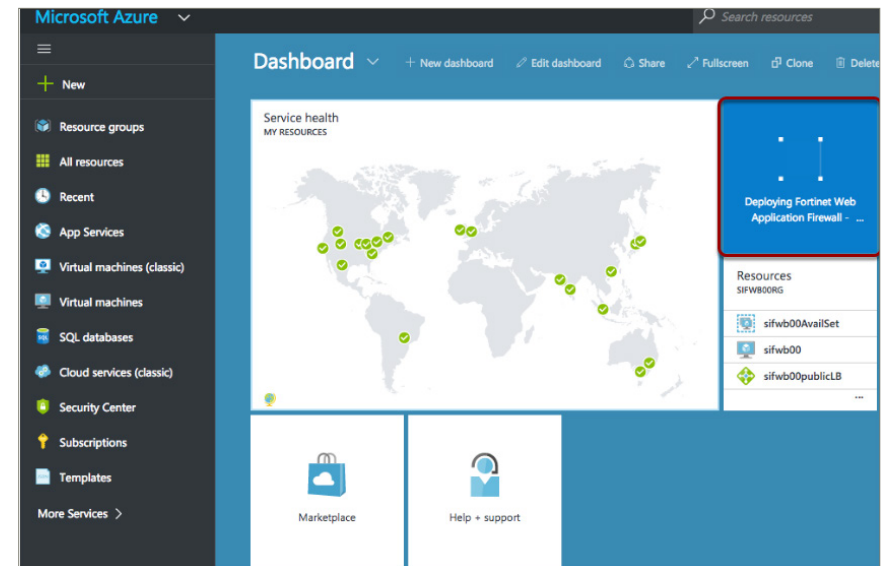 Microsoft Azure
Search resources
Dashboard
+ New dashboard
Edit dashboard
Share
Fullscreen
Clone
Delete
New
Resource groups
All resources
Recent
App Services
Virtual machines (classic)
Virtual machines
SQL databases
Cloud services (classic)
Security Center
Subscriptions
Templates
More Services >
Service health
MY RESOURCES
Deploying Fortinet Web
Application Firewall - ...
Resources
SIFWB00RG
sifwb00AvailSet
sifwb00
sifwb00publicLB
...
Marketplace
Help + support